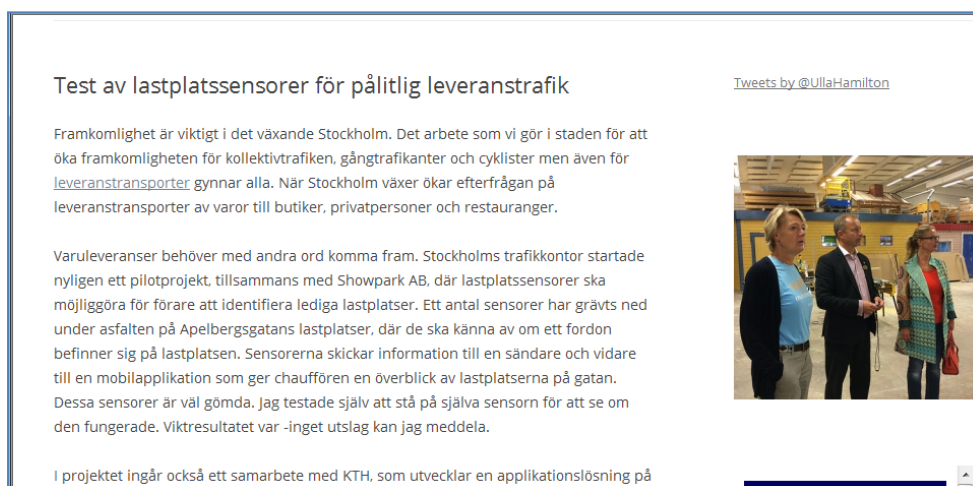 Test av lastplatssensorer för pålitlig leveranstrafik
Framkomlighet är viktigt i det växande Stockholm. Det arbete som vi gör i staden för att
öka framkomligheten för kollektivtrafiken, gångtrafikanter och cyklister men även för
leveranstransporter gynnar alla. När Stockholm växer ökar efterfrågan på
leveranstransporter av varor till butiker, privatpersoner och restauranger.
Varuleveranser behöver med andra ord komma fram. Stockholms trafikkontor startade
nyligen ett pilotprojekt, tillsammans med Showpark AB, där lastplatssensorer ska
möjliggöra för förare att identifiera lediga lastplatser. Ett antal sensorer har grävts ned
under asfalten på Apelbergsgatans lastplatser, där de ska känna av om ett fordon
befinner sig på lastplatsen. Sensorerna skickar information till en sändare och vidare
till en mobilapplikation som ger chauffören en överblick av lastplatserna på gatan.
Dessa sensorer är väl gömda. Jag testade själv att stå på själva sensorn för att se om
den fungerade. Viktresultatet var -inget utslag kan jag meddela.
I projektet ingår också ett samarbete med KTH, som utvecklar en applikationslösning på
Tweets by @UllaHamilton